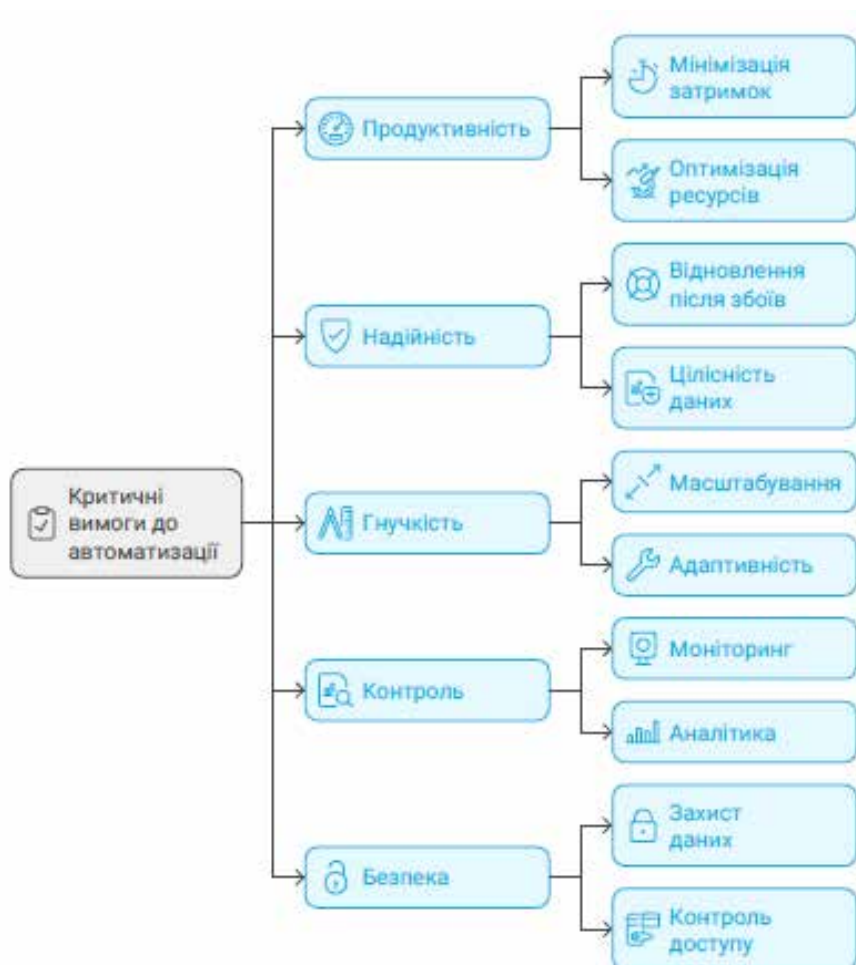 Критичні
вимоги до
автоматизації
Продуктивність
Мінімізація
затримок
Оптимізація
ресурсів
Надійність
Відновлення
після збоїв
Цілісність
даних
Гнучкість
Масштабування
Адаптивність
Контроль
Моніторинг
Аналітика
Безпека
Захист
даних
Контроль
доступу